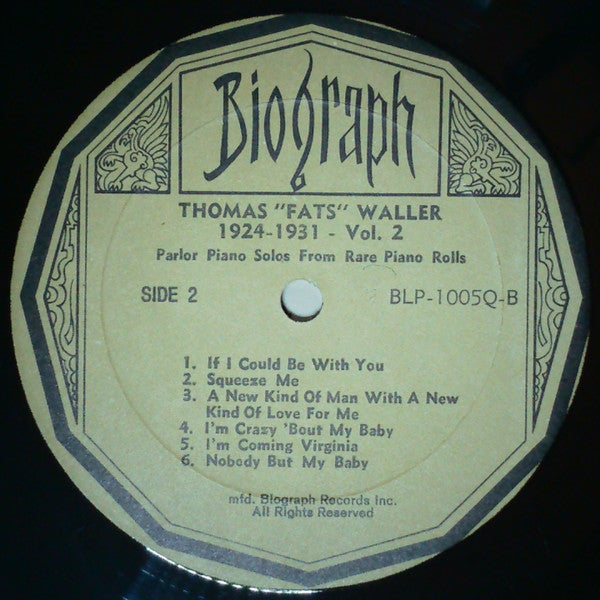 Biograph
THOMAS "FATS" WALLER
1924-1931 - Vol. 2
Parlor Piano Solos From Rare Piano Rolls
SIDE 2
BLP-1005Q-B
1. If I Could Be With You
2. Squeeze Me
3. A New Kind Of Man With A New
Kind Of Love For Me
4. I'm Crazy 'Bout My Baby
5. I'm Coming Virginia
6. Nobody But My Baby
mfd. Biograph Records Inc.
All Rights Reserved